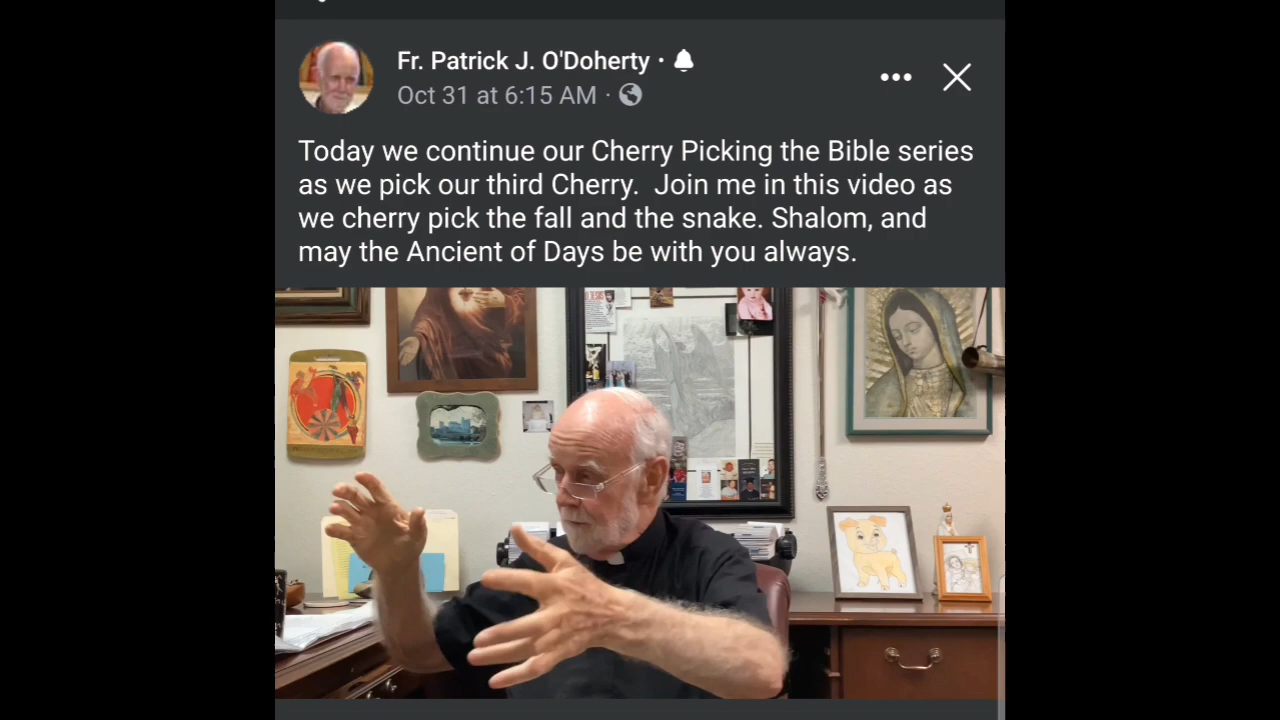 Fr. Patrick J. O'Doherty ·
Oct 31 at 6:15 AM ·
Today we continue our Cherry Picking the Bible series
as we pick our third Cherry.  Join me in this video as
we cherry pick the fall and the snake. Shalom, and
may the Ancient of Days be with you always.